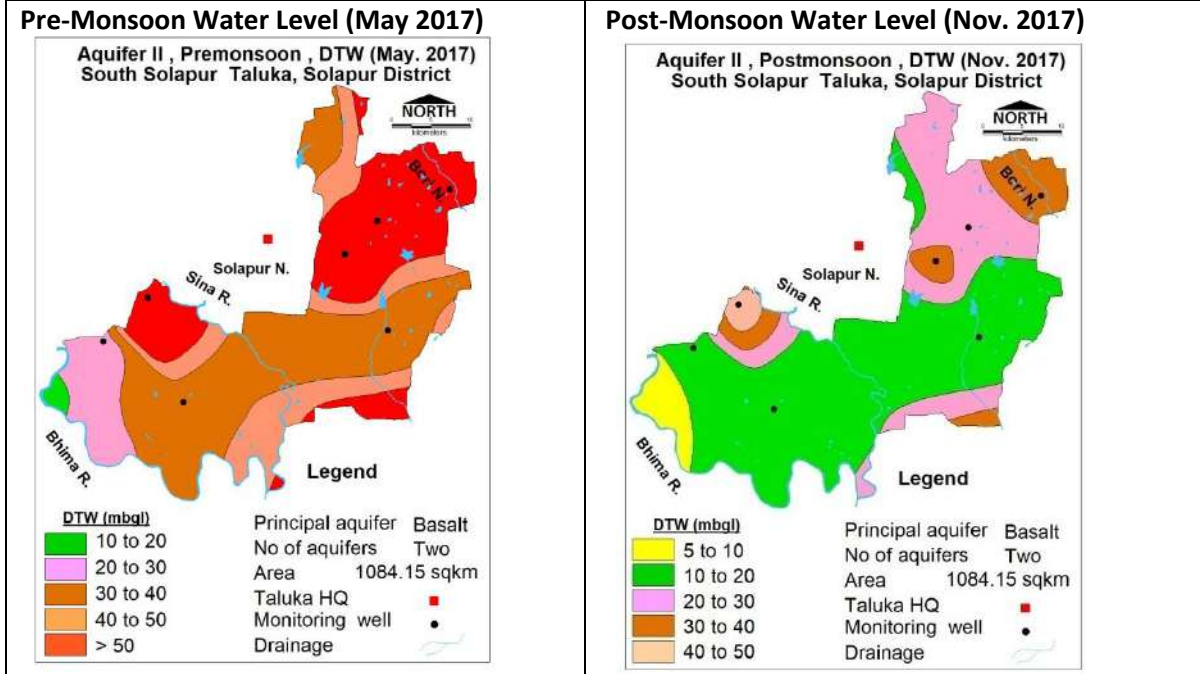 Pre-Monsoon Water Level (May 2017)
Aquifer II , Premonsoon , DTW (May. 2017)
South Solapur Taluka, Solapur District
NORTH
kilometers
Bori N.
Solapur N.
Sina R.
Bhima R.
Legend
DTW (mbgl)
10 to 20
20 to 30
30 to 40
40 to 50
> 50
Principal aquifer Basalt
No of aquifers Two
Area 1084.15 sqkm
Taluka HQ
Monitoring well
Drainage
Post-Monsoon Water Level (Nov. 2017)
Aquifer II , Postmonsoon , DTW (Nov. 2017)
South Solapur Taluka, Solapur District
NORTH
kilometers
Bori N.
Solapur N.
Sina R.
Bhima R.
Legend
DTW (mbgl)
5 to 10
10 to 20
20 to 30
30 to 40
40 to 50
Principal aquifer Basalt
No of aquifers Two
Area 1084.15 sqkm
Taluka HQ
Monitoring well
Drainage